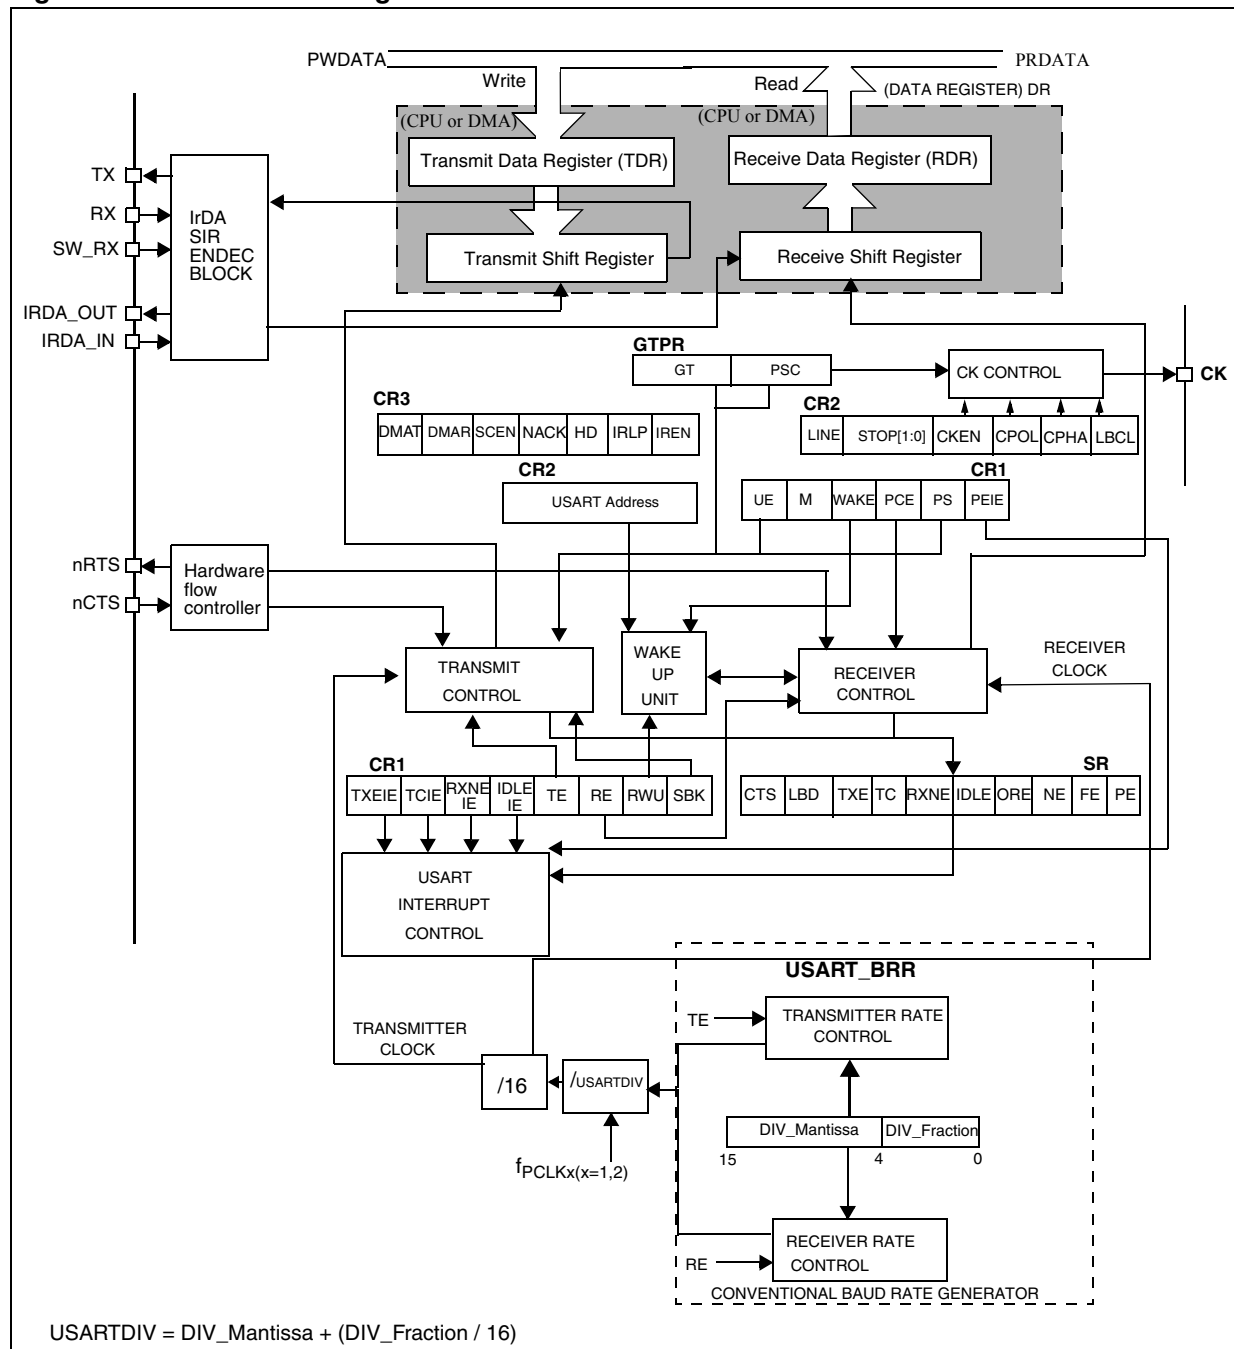 PWDATA
PRDATA
Write
Read
(DATA REGISTER) DR
(CPU or DMA)
(CPU or DMA)
Transmit Data Register (TDR)
Receive Data Register (RDR)
TX
RX
SW_RX
IRDA_OUT
IRDA_IN
IrDA
SIR
ENDEC
BLOCK
Transmit Shift Register
Receive Shift Register
GTPR
GT
PSC
CK CONTROL
CK
CR3
DMAT DMAR SCEN NACK HD IRLP IREN
CR2
LINE STOP[1:0] CKEN CPOL CPHA LBCL
CR2
USART Address
CR1
UE M WAKE PCE PS PEIE
nRTS
nCTS
Hardware
flow
controller
TRANSMIT
CONTROL
WAKE
UP
UNIT
RECEIVER
CONTROL
RECEIVER
CLOCK
CR1
TXEIE TCIE RXNE IE IDLE IE TE RE RWU SBK
SR
CTS LBD TXE TC RXNE IDLE ORE NE FE PE
USART
INTERRUPT
CONTROL
USART_BRR
TE
TRANSMITTER RATE
CONTROL
TRANSMITTER
CLOCK
/16
/USARTDIV
fPCLKx(x=1,2)
DIV_Mantissa DIV_Fraction
15 4 0
RE
RECEIVER RATE
CONTROL
CONVENTIONAL BAUD RATE GENERATOR
USARTDIV = DIV_Mantissa + (DIV_Fraction / 16)